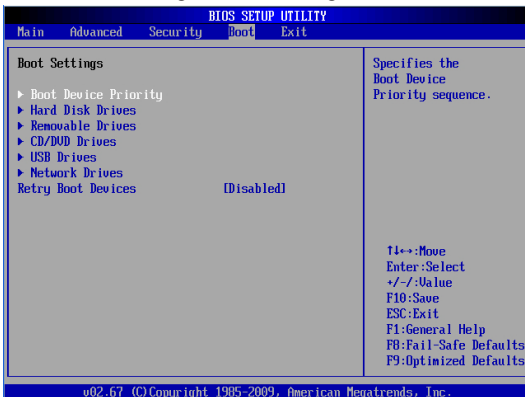 BIOS SETUP UTILITY
Main Advanced Security Boot Exit
Boot Settings
▶ Boot Device Priority
▶ Hard Disk Drives
▶ Removable Drives
▶ CD/DVD Drives
▶ USB Drives
▶ Network Drives
Retry Boot Devices [Disabled]
Specifies the
Boot Device
Priority sequence.
↑↓↔:Move
Enter:Select
+/-/:Value
F10:Save
ESC:Exit
F1:General Help
F8:Fail-Safe Defaults
F9:Optimized Defaults
v02.67 (C)Copyright 1985-2009, American Megatrends, Inc.